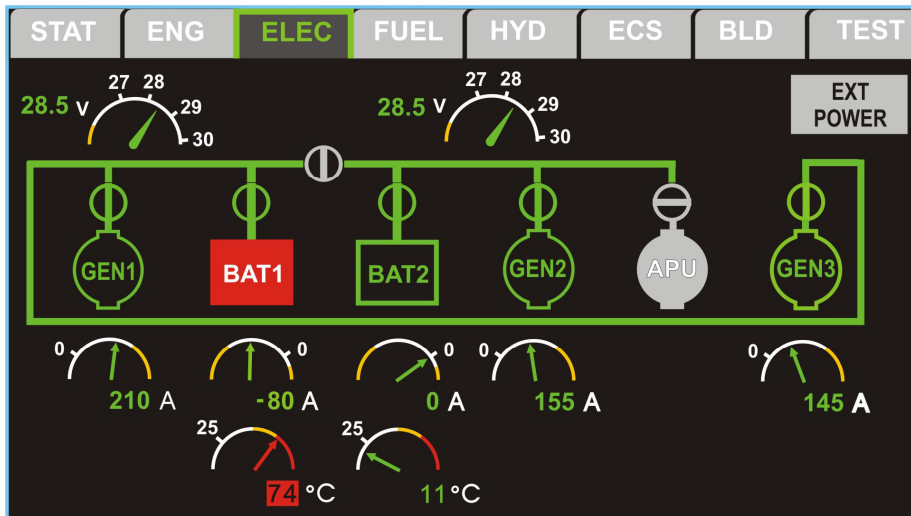 STAT ENG ELEC FUEL HYD ECS BLD TEST
27 28
28.5 V
29
30
27 28
28.5 V
29
30
EXT
POWER
GEN1
BAT1
BAT2
GEN2
APU
GEN3
0
210 A
0
-80 A
0
0 A
0
155 A
0
145 A
25
74 °C
25
11 °C